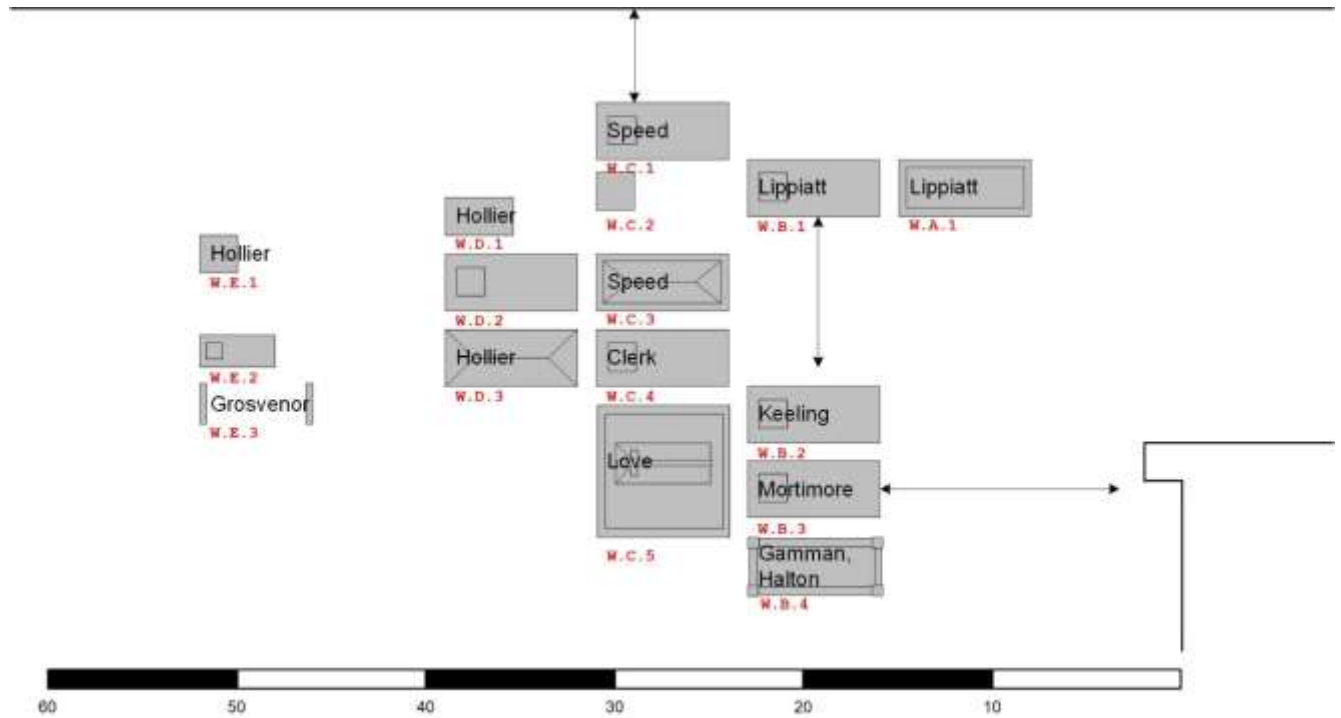 Speed
W.C.1
Lippiatt
W.B.1
Lippiatt
W.A.1
W.C.2
Hollier
W.D.1
Hollier
W.E.1
W.D.2
Speed
W.C.3
W.E.2
Hollier
W.D.3
Clerk
W.C.4
Grosvenor
W.E.3
Keeling
W.B.2
Love
W.C.5
Mortimore
W.B.3
Gamman,
Halton
W.B.4
60 50 40 30 20 10